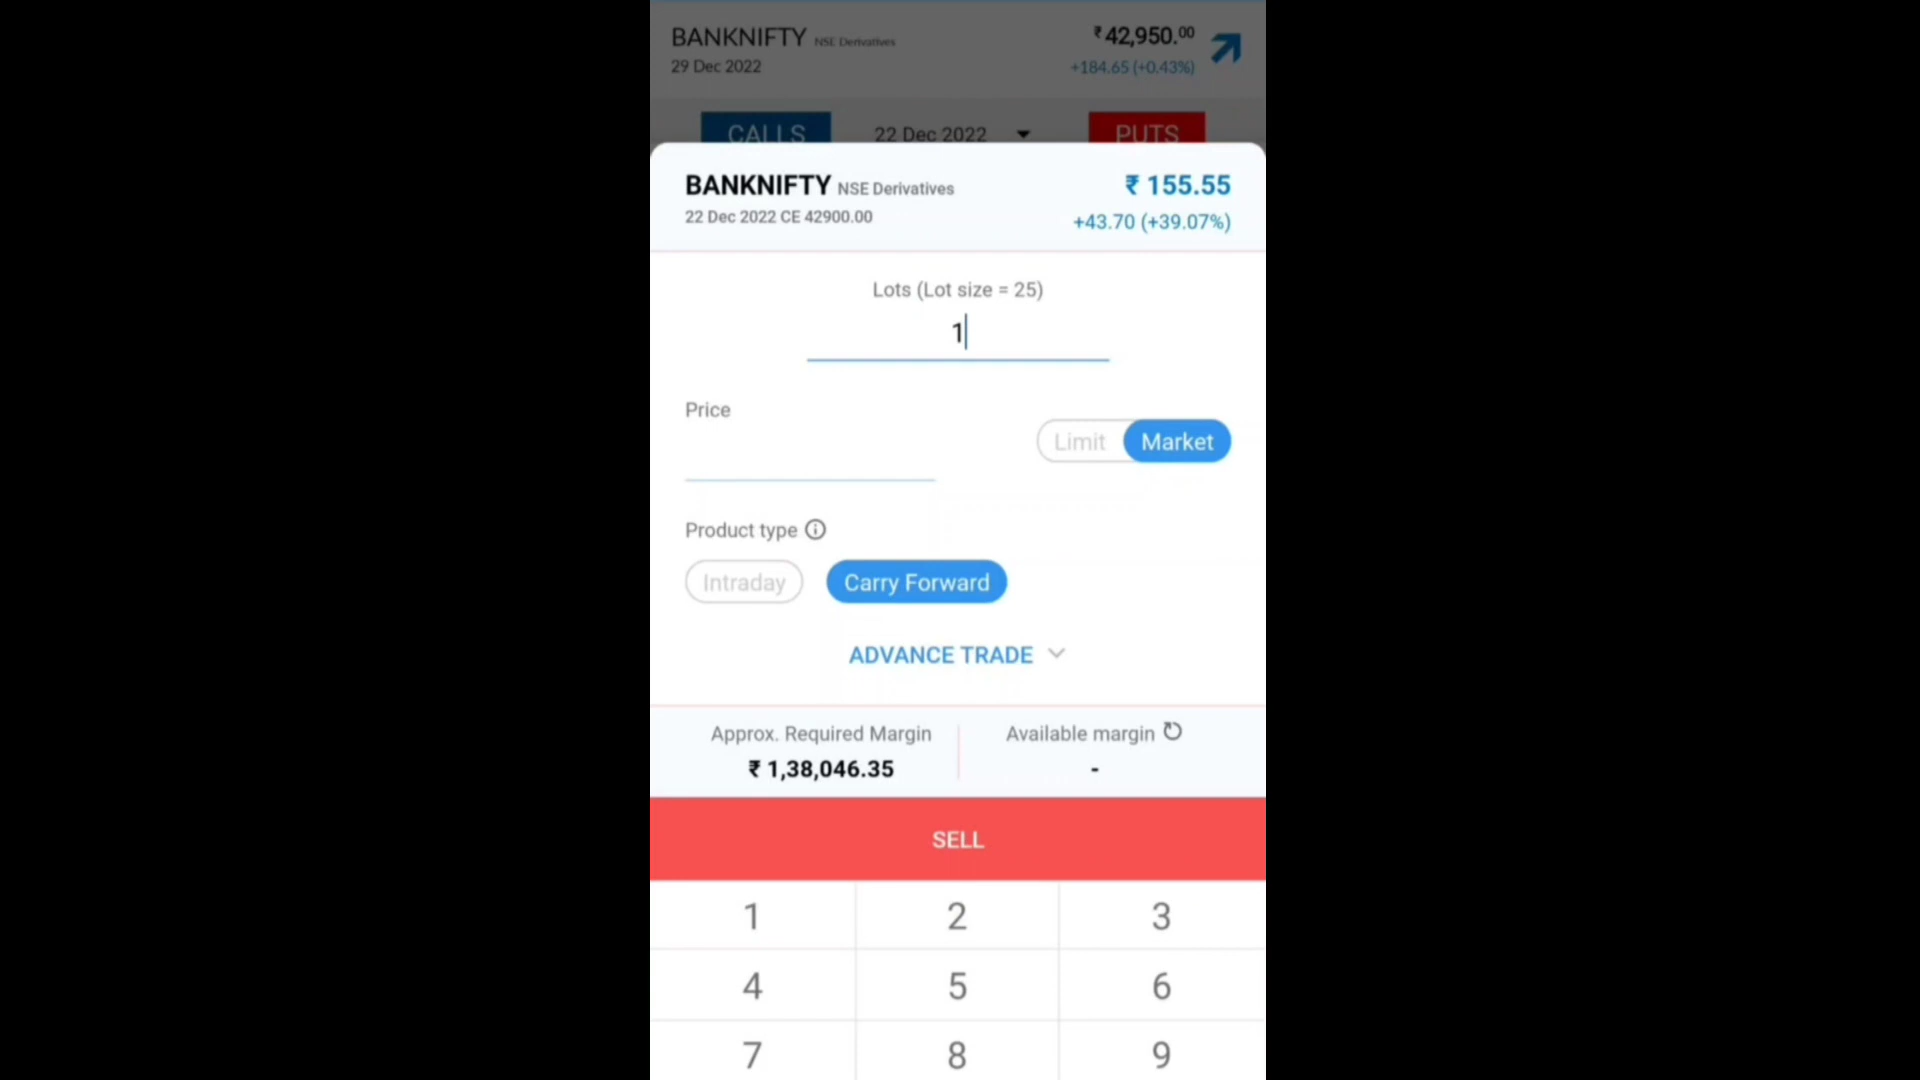 BANKNIFTY NSE Derivatives ₹ 42,950.00
29 Dec 2022 +184.65 (+0.43%)
CALLS 22 Dec 2022 PUTS
BANKNIFTY NSE Derivatives ₹ 155.55
22 Dec 2022 CE 42900.00 +43.70 (+39.07%)
Lots (Lot size = 25)
1
Price
Limit Market
Product type
Intraday Carry Forward
ADVANCE TRADE
Approx. Required Margin Available margin
₹ 1,38,046.35 -
SELL
1 2 3
4 5 6
7 8 9